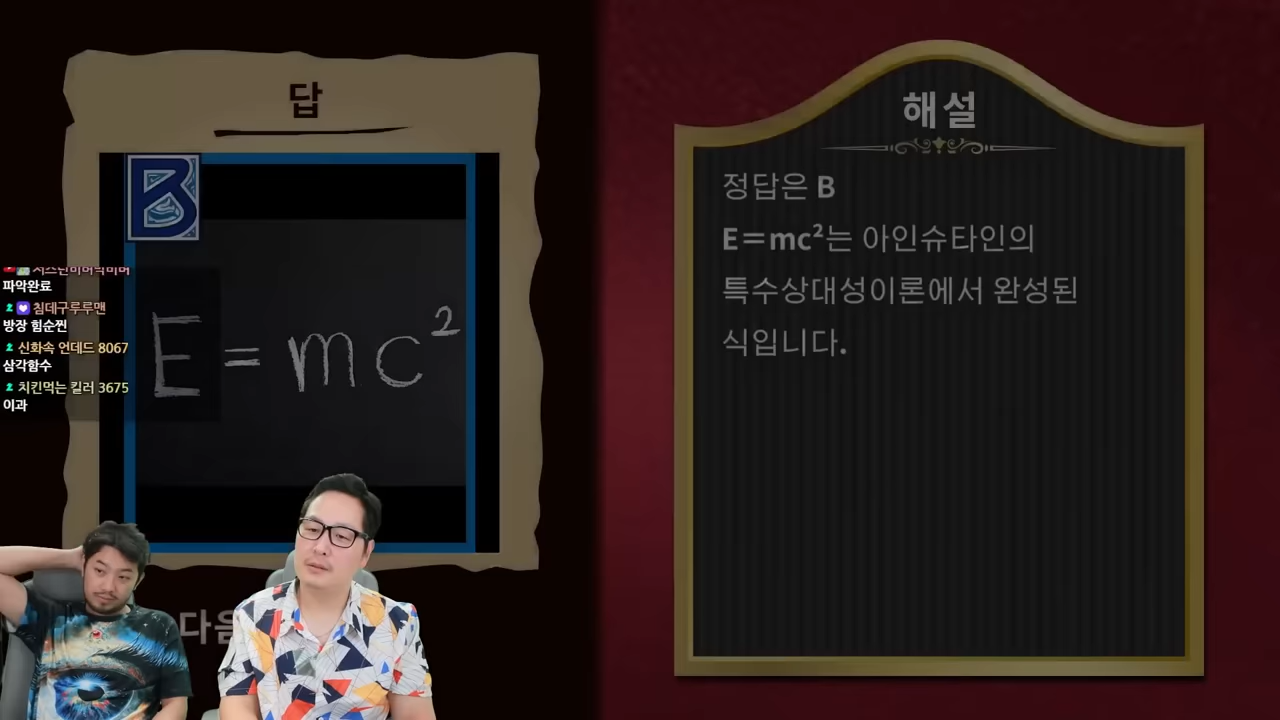 답
B
E = mc²
파악완료
침데구루루맨
방장 힘순찐
신화속 언데드 8067
삼각함수
치킨먹는 킬러 3675
이과
다음
해설
정답은 B
E=mc²는 아인슈타인의
특수상대성이론에서 완성된
식입니다.